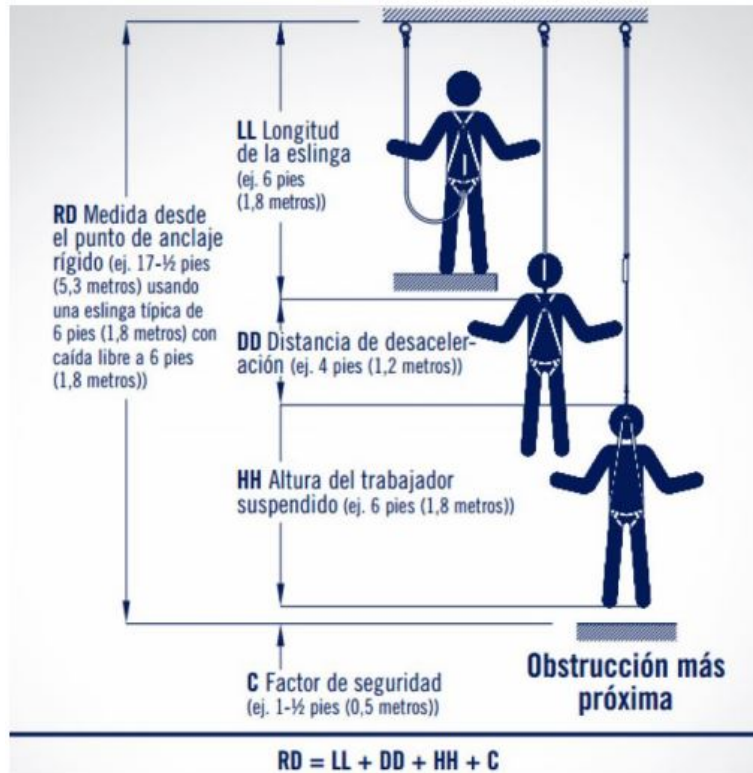 LL Longitud
de la eslinga
(ej. 6 pies
(1,8 metros))
RD Medida desde
el punto de anclaje
rígido (ej. 17-½ pies
(5,3 metros) usando
una eslinga típica de
6 pies (1,8 metros) con
caída libre a 6 pies
(1,8 metros))
DD Distancia de desaceler-
ación (ej. 4 pies (1,2 metros))
HH Altura del trabajador
suspendido (ej. 6 pies (1,8 metros))
C Factor de seguridad
(ej. 1-½ pies (0,5 metros))
Obstrucción más
próxima
RD = LL + DD + HH + C